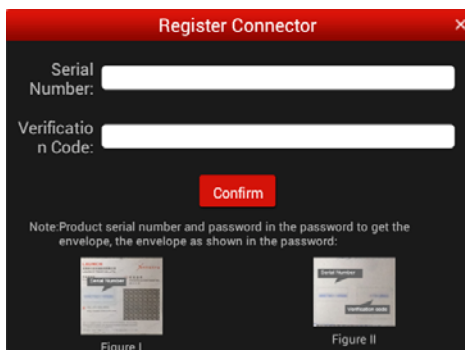 Register Connector ×
Serial
Number:
Verificatio
n Code:
Confirm
Note:Product serial number and password in the password to get the
envelope, the envelope as shown in the password:
Serial Number
Serial Number
Verification code
Figure I
Figure II